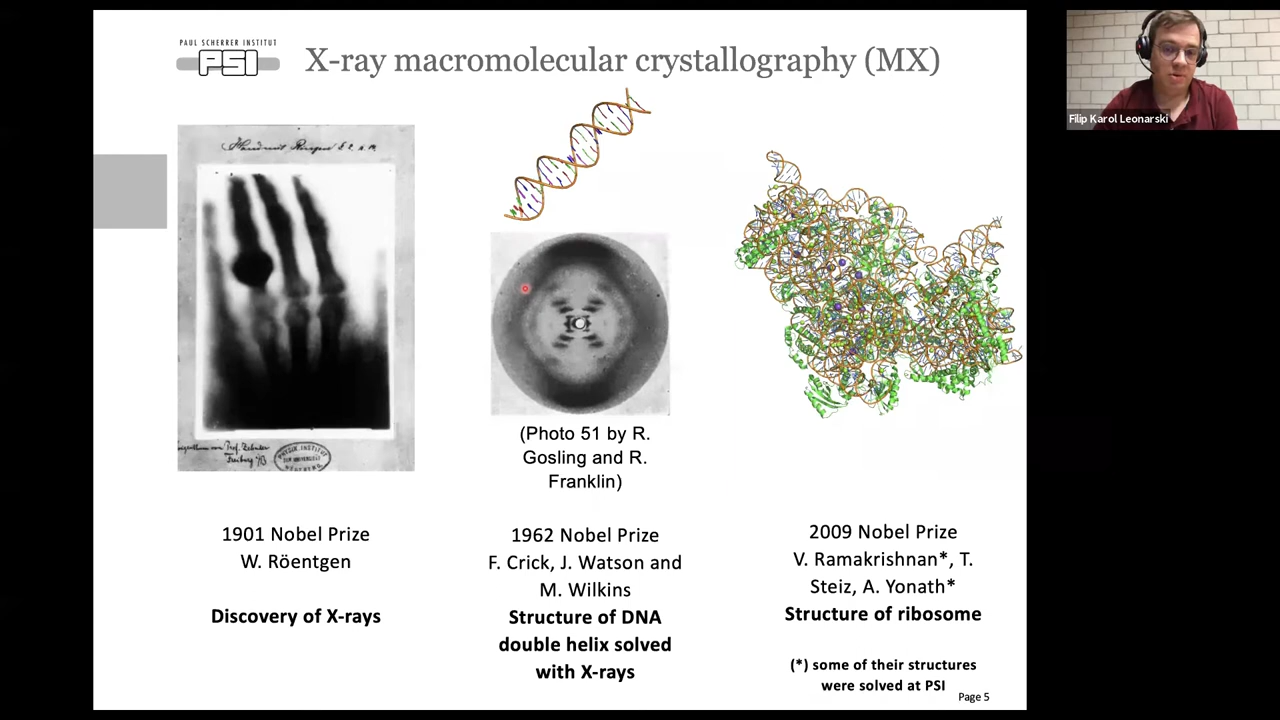 PAUL SCHERRER INSTITUT
PSI
X-ray macromolecular crystallography (MX)
Filip Karol Leonarski
(Photo 51 by R.
Gosling and R.
Franklin)
1901 Nobel Prize
W. Röentgen
Discovery of X-rays
1962 Nobel Prize
F. Crick, J. Watson and
M. Wilkins
Structure of DNA
double helix solved
with X-rays
2009 Nobel Prize
V. Ramakrishnan*, T.
Steiz, A. Yonath*
Structure of ribosome
(*) some of their structures
were solved at PSI
Page 5